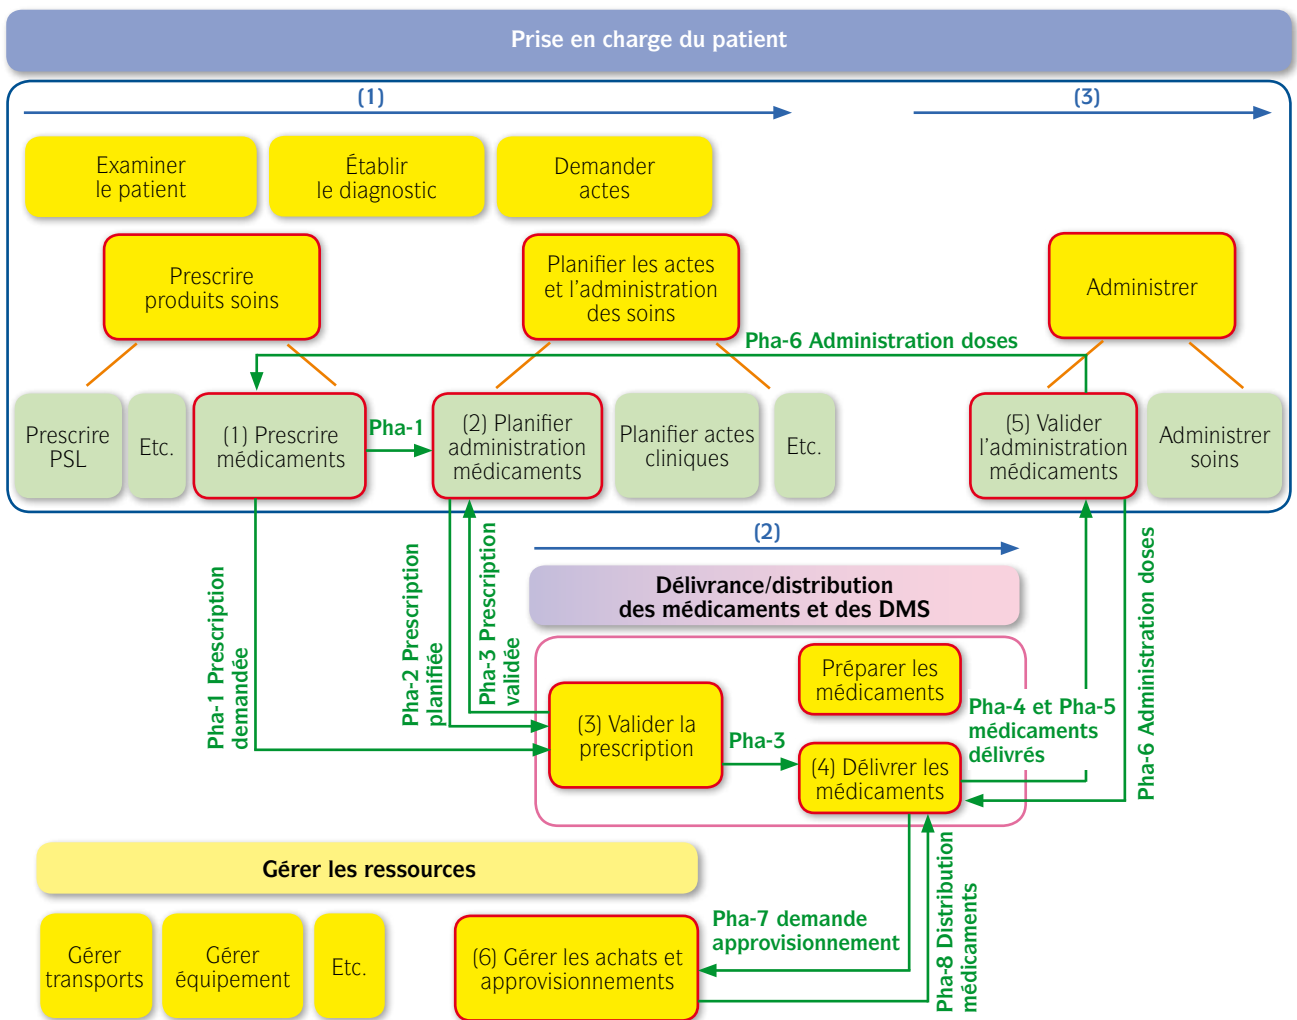 Prise en charge du patient
(1)
(3)
Examiner
le patient
Établir
le diagnostic
Demander
actes
Prescrire
produits soins
Planifier les actes
et l'administration
des soins
Administrer
Pha-6 Administration doses
Prescrire
PSL
Etc.
(1) Prescrire
médicaments
Pha-1
(2) Planifier
administration
médicaments
Planifier actes
cliniques
Etc.
(5) Valider
l'administration
médicaments
Administrer
soins
Pha-1 Prescription
demandée
Pha-2 Prescription
planifiée
Pha-3 Prescription
validée
(2)
Délivrance/distribution
des médicaments et des DMS
Préparer les
médicaments
(3) Valider la
prescription
Pha-3
(4) Délivrer les
médicaments
Pha-4 et Pha-5
médicaments
délivrés
Pha-6 Administration doses
Gérer les ressources
Gérer
transports
Gérer
équipement
Etc.
(6) Gérer les achats et
approvisionnements
Pha-7 demande
approvisionnement
Pha-8 Distribution
médicaments